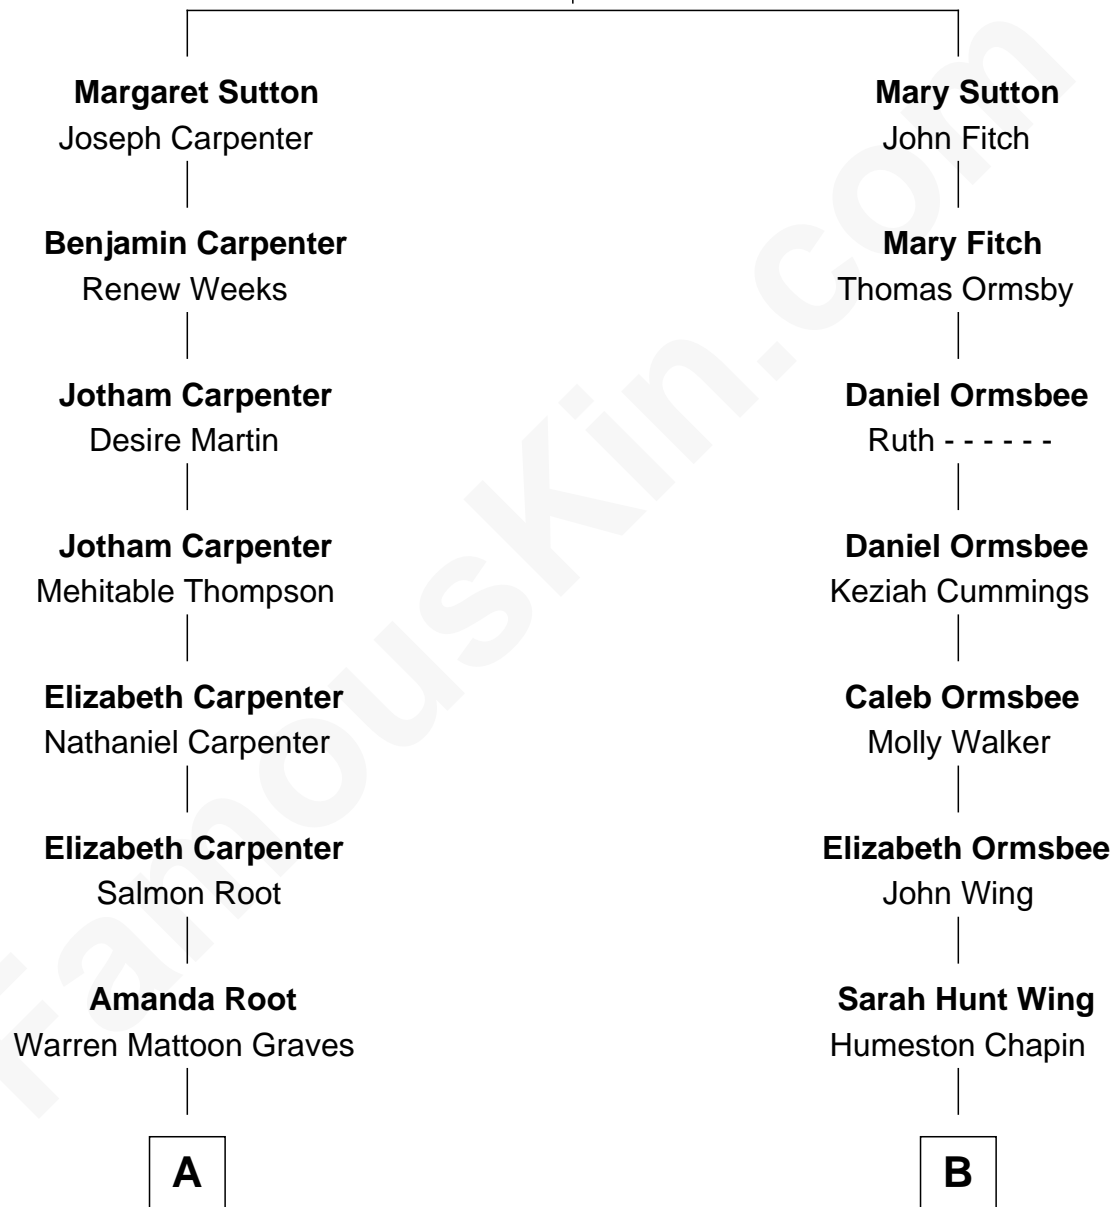 Margaret Sutton
Joseph Carpenter
Benjamin Carpenter
Renew Weeks
Jotham Carpenter
Desire Martin
Jotham Carpenter
Mehitable Thompson
Elizabeth Carpenter
Nathaniel Carpenter
Elizabeth Carpenter
Salmon Root
Amanda Root
Warren Mattoon Graves
A
Mary Sutton
John Fitch
Mary Fitch
Thomas Ormsby
Daniel Ormsbee
Ruth - - - - - -
Daniel Ormsbee
Keziah Cummings
Caleb Ormsbee
Molly Walker
Elizabeth Ormsbee
John Wing
Sarah Hunt Wing
Humeston Chapin
B
FamousKin.com